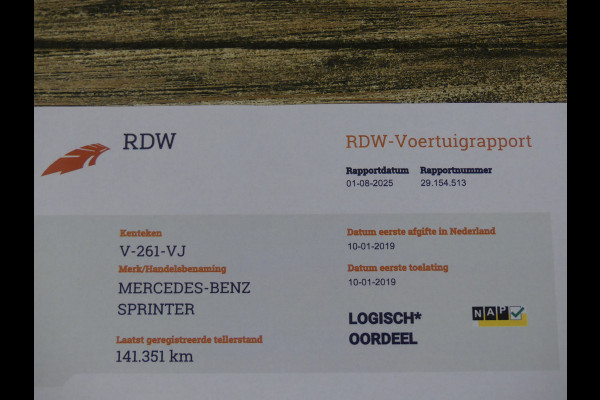 RDW
RDW-Voertuigrapport
Rapportdatum Rapportnummer
01-08-2025 29.154.513
Kenteken
V-261-VJ
Merk/Handelsbenaming
MERCEDES-BENZ
SPRINTER
Laatst geregistreerde tellerstand
141.351 km
Datum eerste afgifte in Nederland
10-01-2019
Datum eerste toelating
10-01-2019
LOGISCH*
OORDEEL
NAP